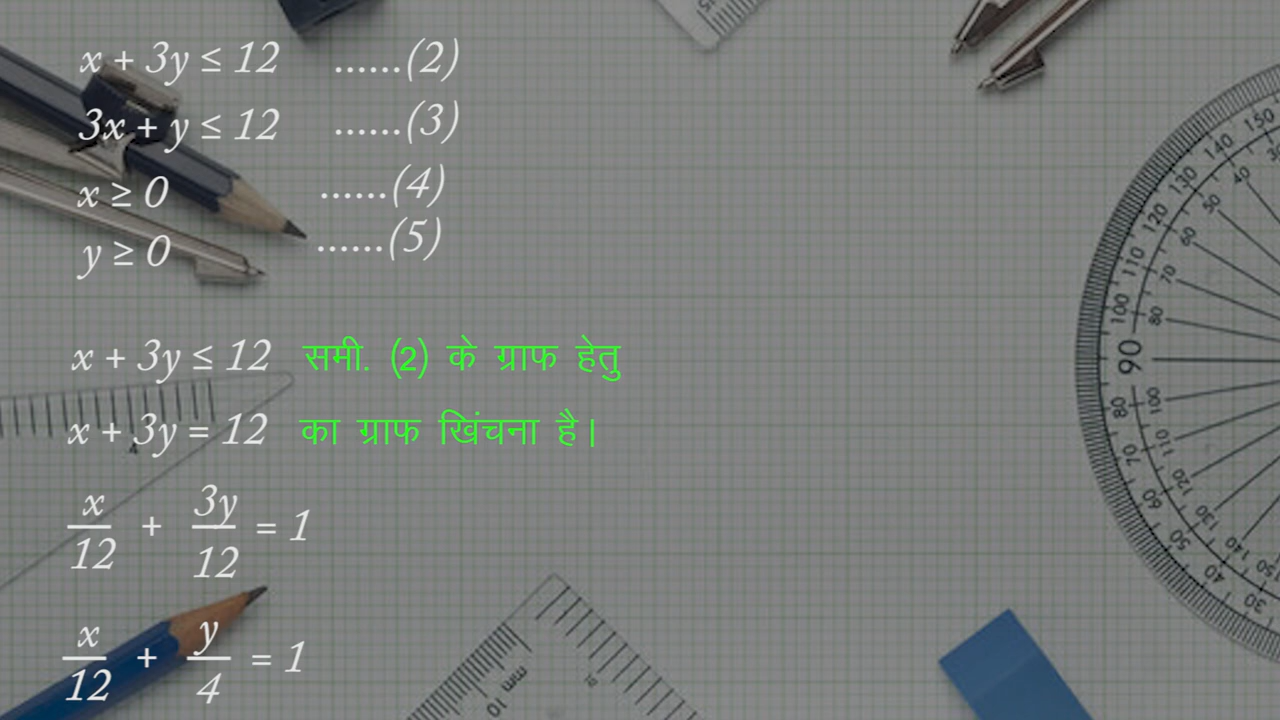 x + 3y ≤ 12 ......(2)
3x + y ≤ 12 ......(3)
x ≥ 0 ......(4)
y ≥ 0 ......(5)
x + 3y ≤ 12 समी. (2) के ग्राफ हेतु
x + 3y = 12 का ग्राफ खिंचना है।
x/12 + 3y/12 = 1
x/12 + y/4 = 1